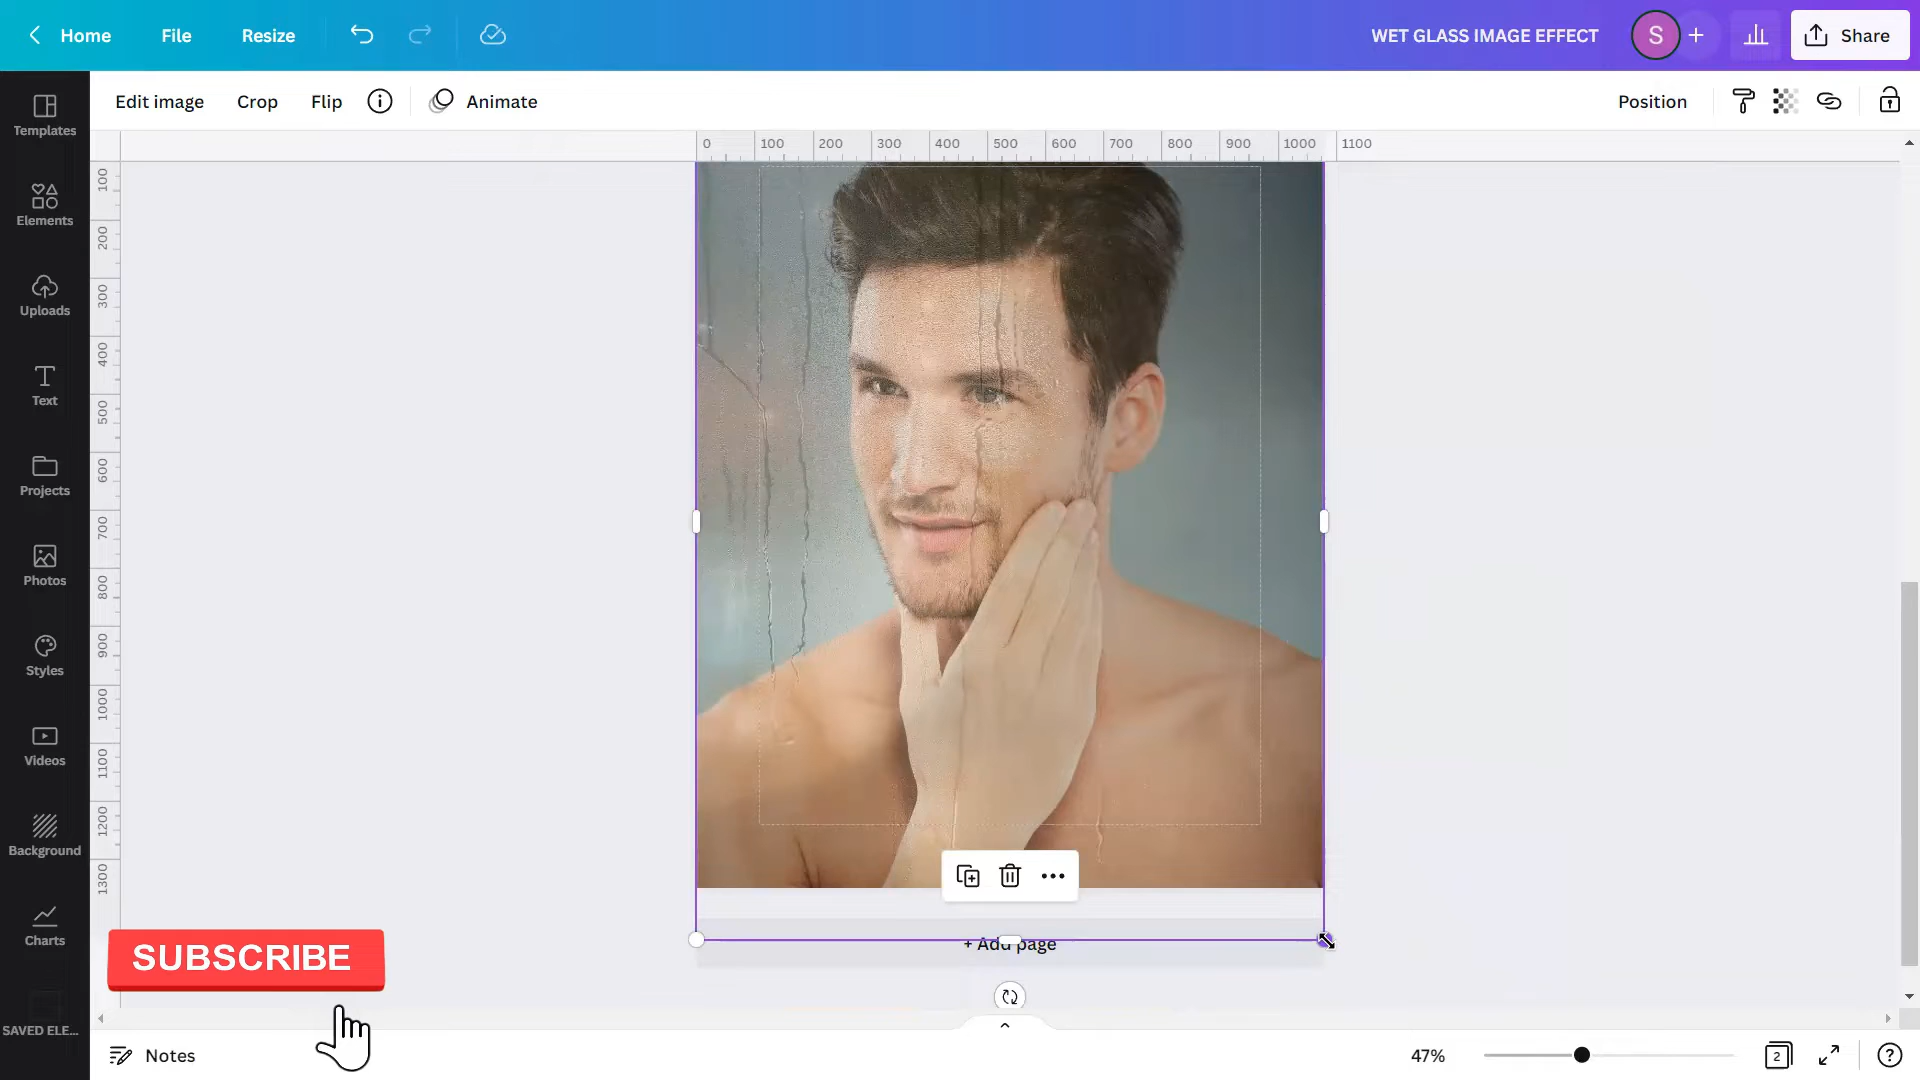 Home File Resize WET GLASS IMAGE EFFECT S + Share
Edit image Crop Flip Animate Position
0 100 200 300 400 500 600 700 800 900 1000 1100
100
200
300
400
500
600
700
800
900
1000
1100
1200
1300
Templates
Elements
Uploads
Text
Projects
Photos
Styles
Videos
Background
Charts
SAVED ELE...
+ Add page
SUBSCRIBE
Notes 47% 2 ?